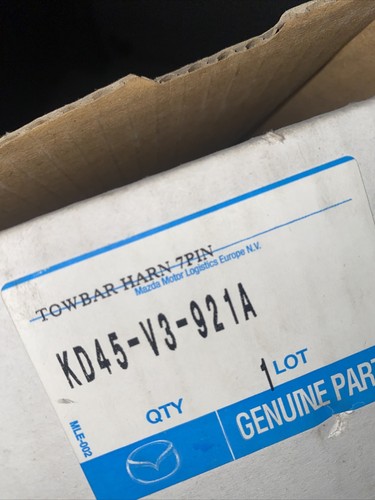 TOWBAR HARN 7PIN
Mazda Motor Logistics Europe N.V.
KD45-V3-921A
QTY 1 LOT
MLE-002
GENUINE PART